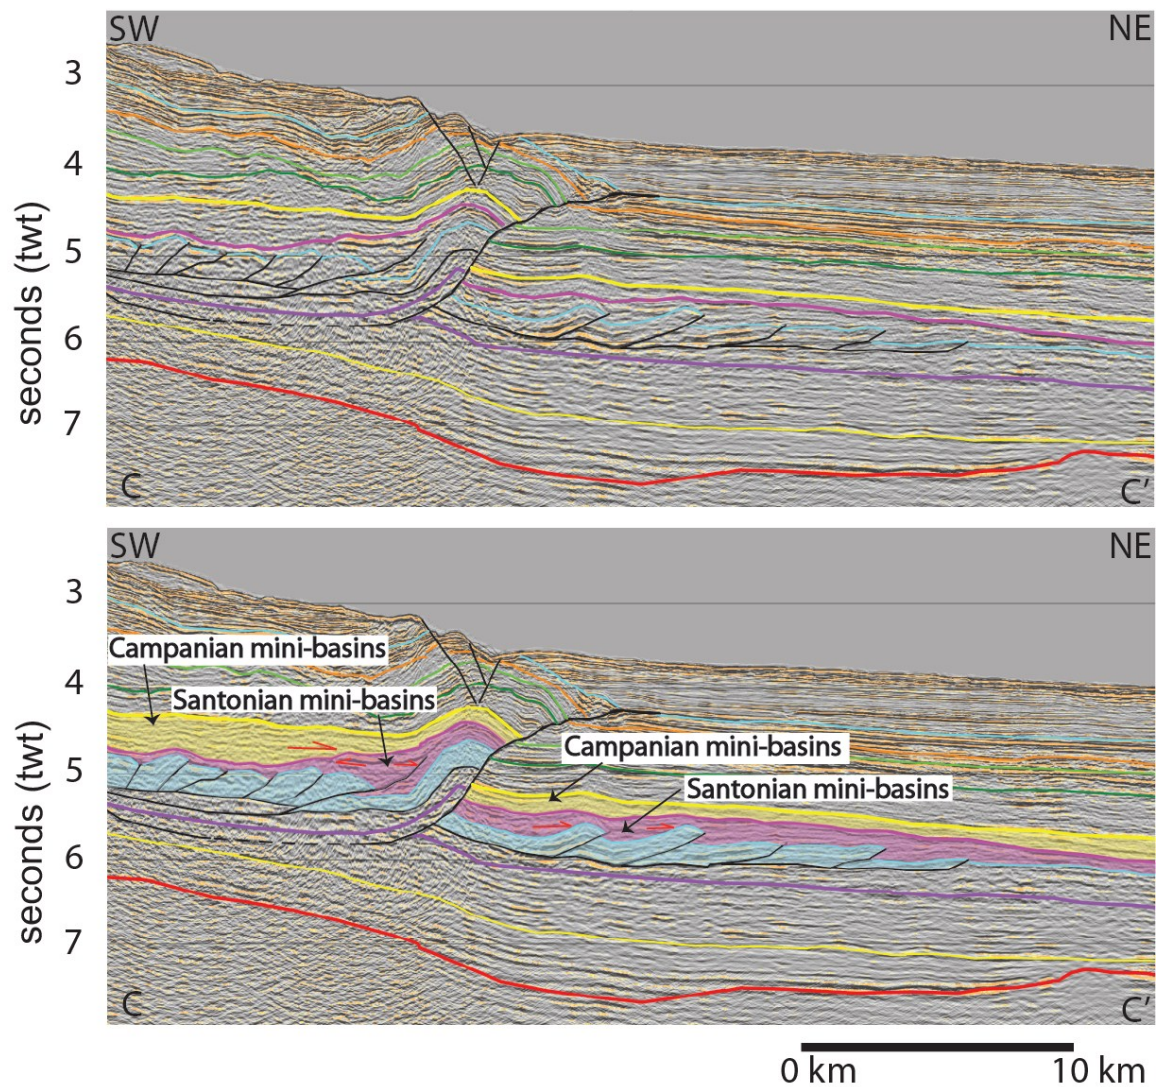 SW NE
3
4
5
6
7
seconds (twt)
C C'
SW NE
3
Campanian mini-basins
4
Santonian mini-basins
Campanian mini-basins
5
Santonian mini-basins
6
7
seconds (twt)
C C'
0 km 10 km